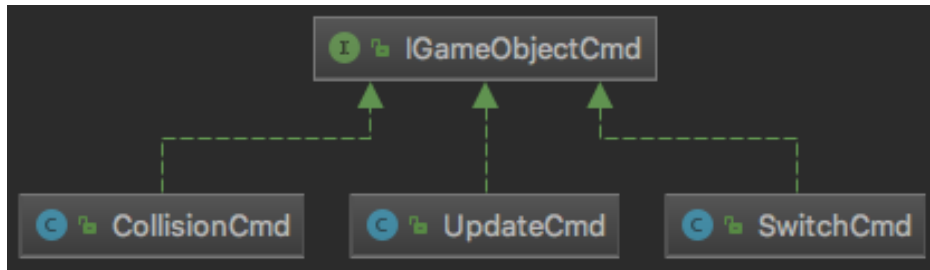 I IGameObjectCmd
C CollisionCmd
C UpdateCmd
C SwitchCmd